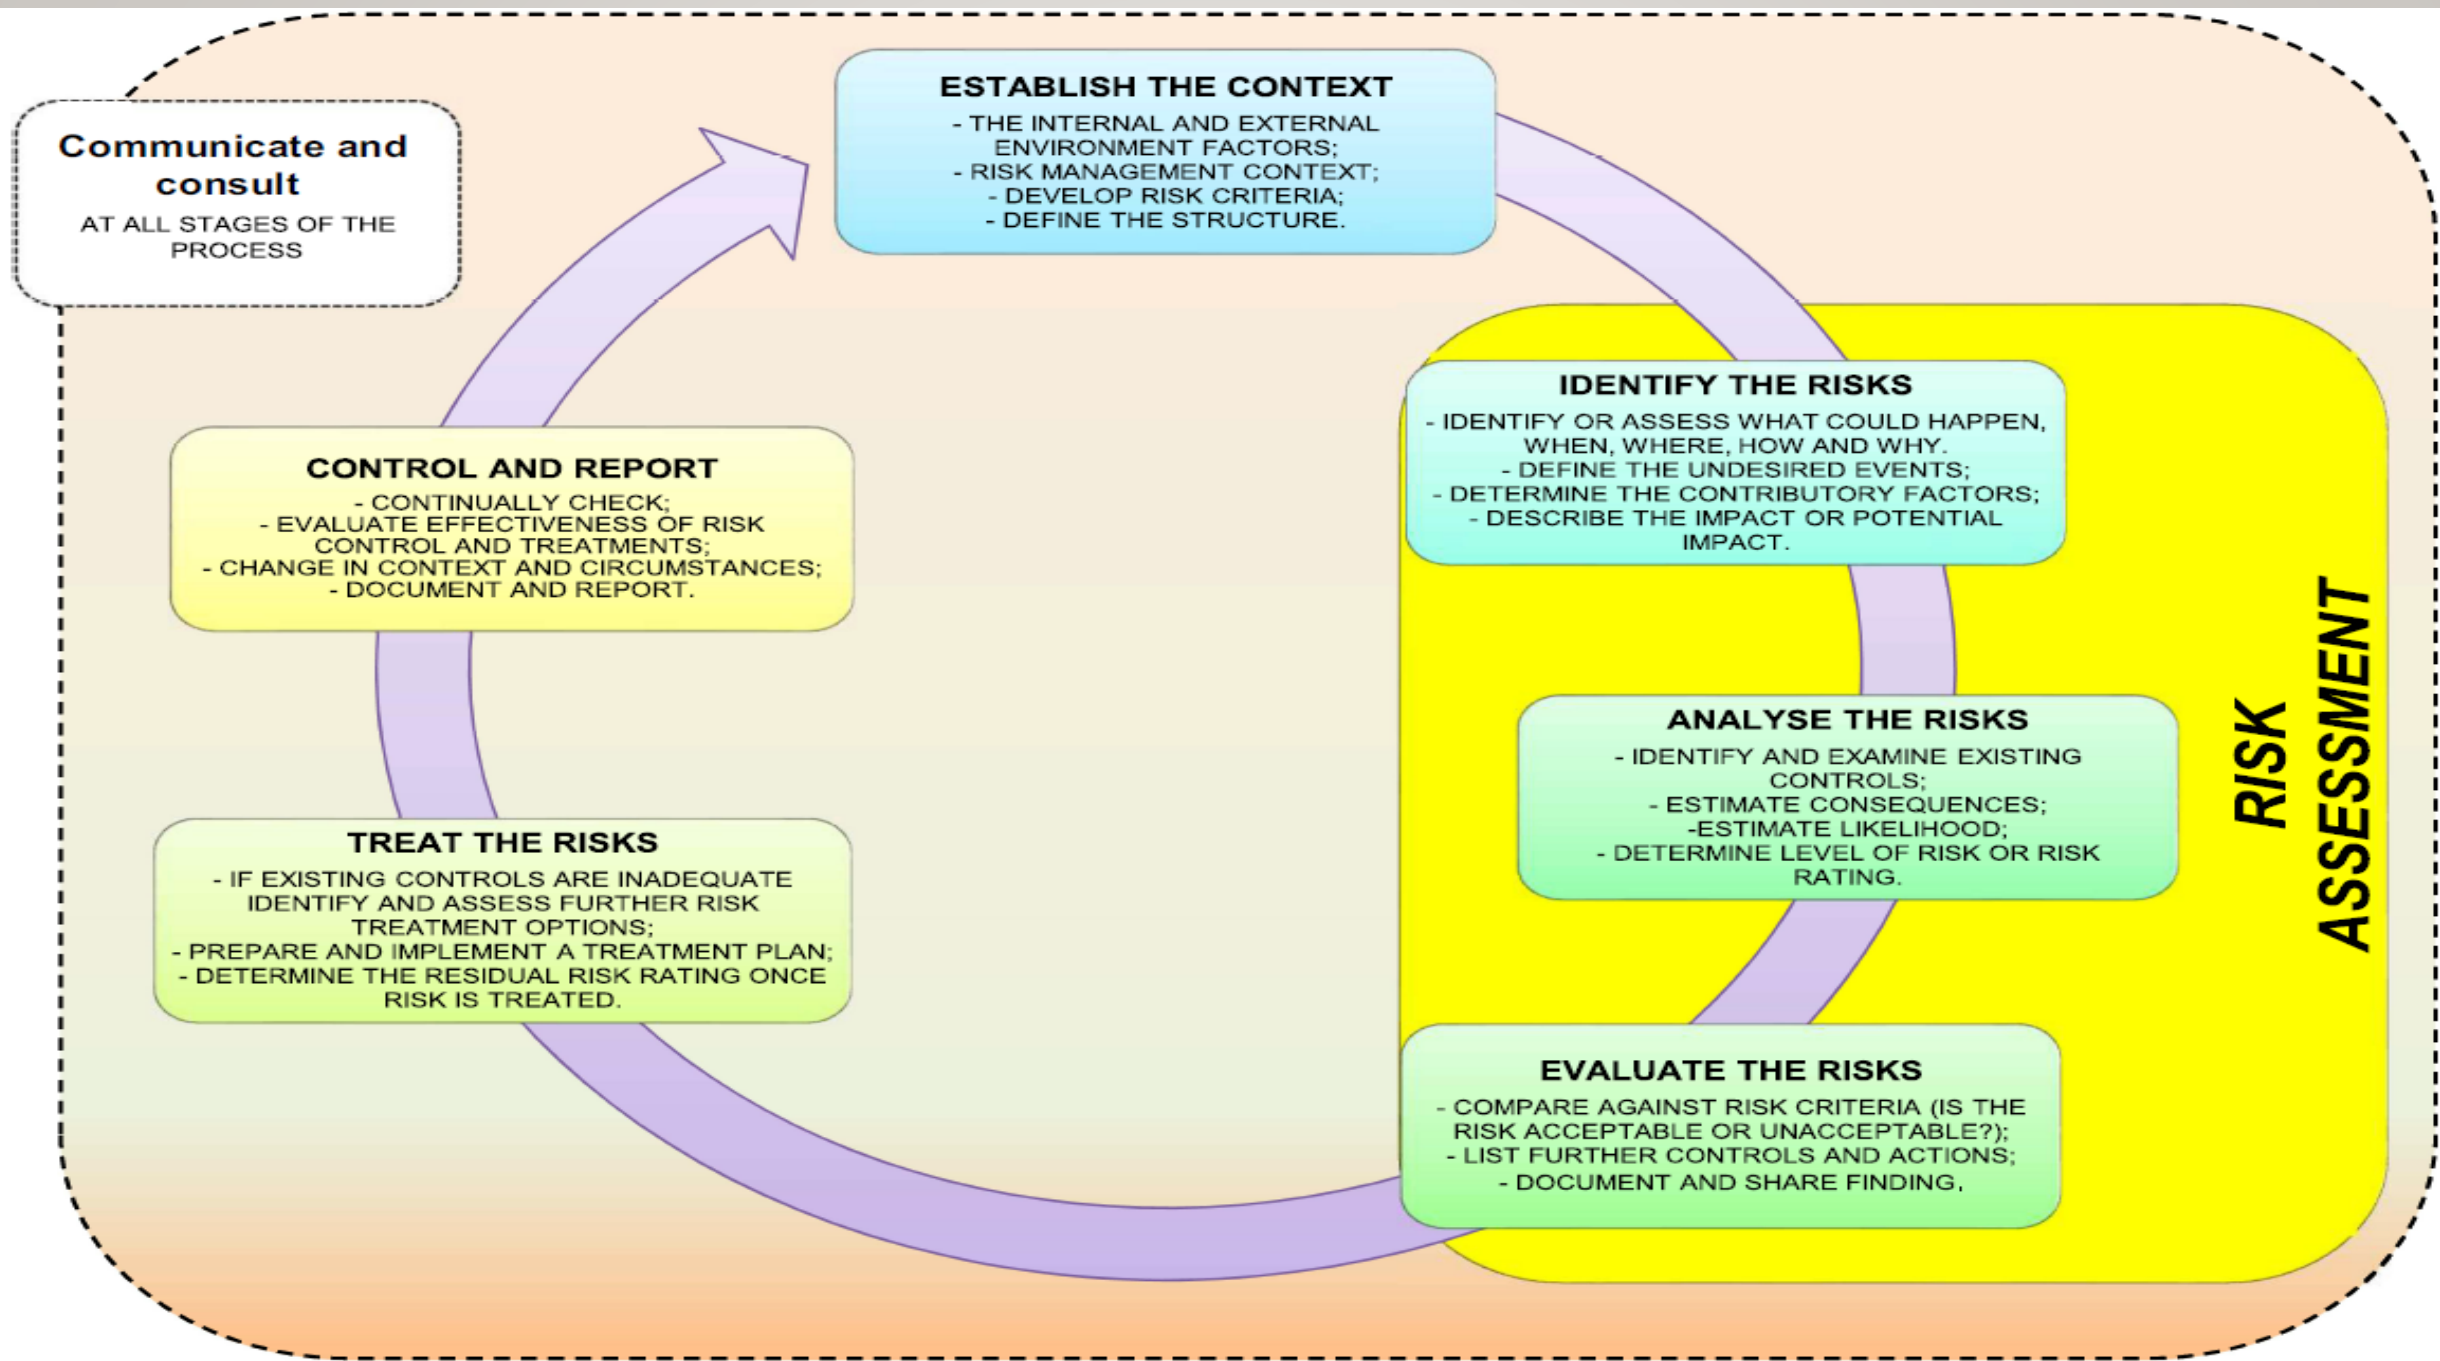 Communicate and
consult
AT ALL STAGES OF THE
PROCESS
ESTABLISH THE CONTEXT
- THE INTERNAL AND EXTERNAL
ENVIRONMENT FACTORS;
- RISK MANAGEMENT CONTEXT;
- DEVELOP RISK CRITERIA;
- DEFINE THE STRUCTURE.
IDENTIFY THE RISKS
- IDENTIFY OR ASSESS WHAT COULD HAPPEN,
WHEN, WHERE, HOW AND WHY.
- DEFINE THE UNDESIRED EVENTS;
- DETERMINE THE CONTRIBUTORY FACTORS;
- DESCRIBE THE IMPACT OR POTENTIAL
IMPACT.
ANALYSE THE RISKS
- IDENTIFY AND EXAMINE EXISTING
CONTROLS;
- ESTIMATE CONSEQUENCES;
-ESTIMATE LIKELIHOOD;
- DETERMINE LEVEL OF RISK OR RISK
RATING.
EVALUATE THE RISKS
- COMPARE AGAINST RISK CRITERIA (IS THE
RISK ACCEPTABLE OR UNACCEPTABLE?);
- LIST FURTHER CONTROLS AND ACTIONS;
- DOCUMENT AND SHARE FINDING.
RISK
ASSESSMENT
TREAT THE RISKS
- IF EXISTING CONTROLS ARE INADEQUATE
IDENTIFY AND ASSESS FURTHER RISK
TREATMENT OPTIONS;
- PREPARE AND IMPLEMENT A TREATMENT PLAN;
- DETERMINE THE RESIDUAL RISK RATING ONCE
RISK IS TREATED.
CONTROL AND REPORT
- CONTINUALLY CHECK;
- EVALUATE EFFECTIVENESS OF RISK
CONTROL AND TREATMENTS;
- CHANGE IN CONTEXT AND CIRCUMSTANCES;
- DOCUMENT AND REPORT.